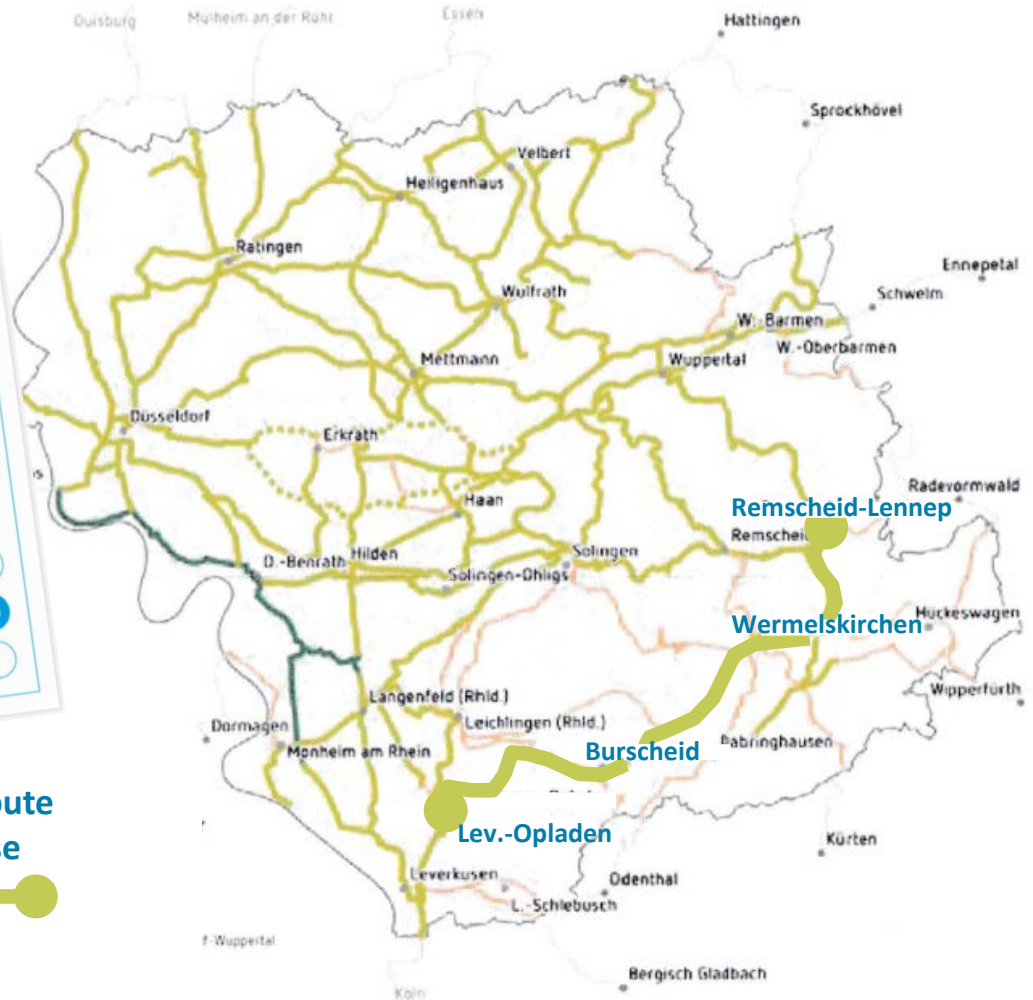 Duisburg
Mülheim an der Ruhr
Essen
Hattingen
Sprockhövel
Velbert
Heiligenhaus
Ratingen
Ennepetal
Wülfrath
Schwelm
W.-Barmen
W.-Oberbarmen
Mettmann
Wuppertal
Düsseldorf
Erkrath
Radevormwald
Haan
Remscheid-Lennep
Remscheid
Hilden
D.-Benrath
Solingen
Solingen-Ohligs
Hückeswagen
Wermelskirchen
Wipperfürth
Langenfeld (Rhld.)
Leichlingen (Rhld.)
Dormagen
Monheim am Rhein
Burscheid
Dabringhausen
Lev.-Opladen
Kürten
Leverkusen
Odenthal
L.-Schlebusch
f-Wuppertal
Bergisch Gladbach
Köln